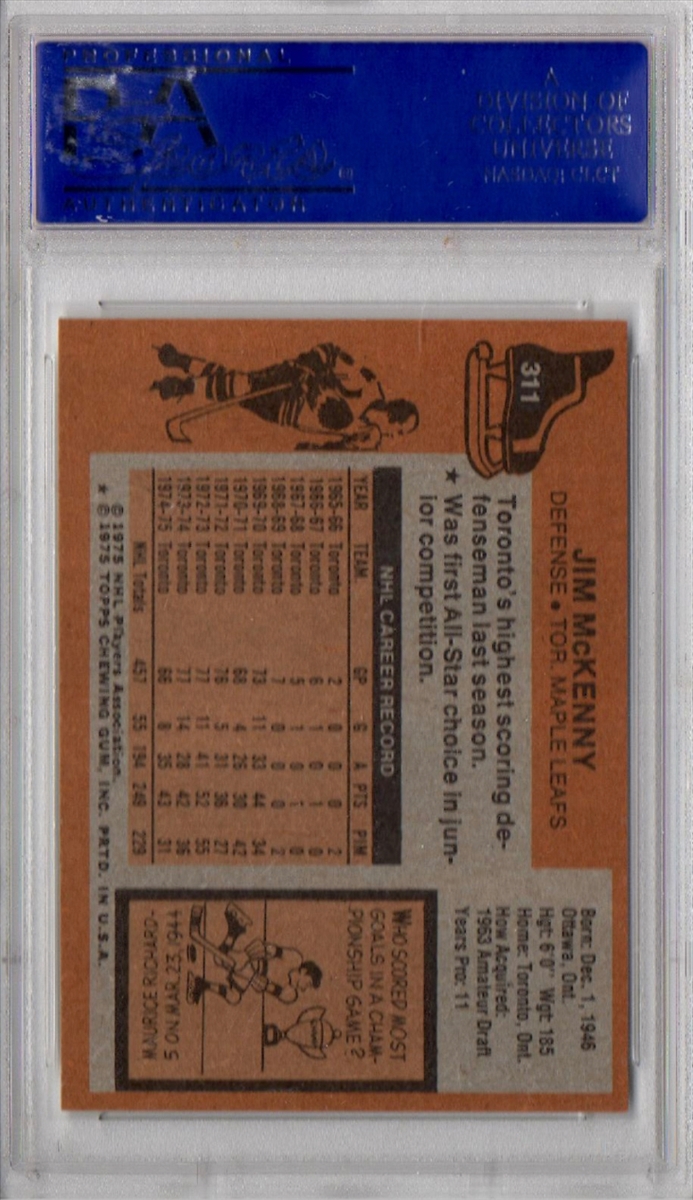 PROFESSIONAL
PSA
AUTHENTICATOR
A
DIVISION OF
COLLECTORS
UNIVERSE
NASDAQ: CLCT
311
JIM McKENNY
DEFENSE • TOR. MAPLE LEAFS
Toronto's highest scoring de-
fenseman last season.
★ Was first All-Star choice in jun-
ior competition.
NHL CAREER RECORD
YEAR TEAM GP G A PTS PIM
1965-66 Toronto 2 0 0 0 2
1966-67 Toronto 6 1 0 1 0
1967-68 Toronto 5 1 0 1 0
1968-69 Toronto 7 0 0 0 2
1969-70 Toronto 73 11 33 44 34
1970-71 Toronto 68 4 26 30 42
1971-72 Toronto 76 5 31 36 27
1972-73 Toronto 77 11 41 52 55
1973-74 Toronto 77 14 28 42 36
1974-75 Toronto 66 8 35 43 31
NHL Totals 457 55 194 249 229
© 1975 NHL Players Association.
★ © 1975 TOPPS CHEWING GUM, INC. PRTD. IN U.S.A.
Born: Dec. 1, 1946
Ottawa, Ont.
Hgt: 6'0" Wgt: 185
Home: Toronto, Ont.
How Acquired:
1963 Amateur Draft
Years Pro: 11
WHO SCORED MOST
GOALS IN A CHAM-
PIONSHIP GAME?
MAURICE RICHARD-
5 ON MAR 23, 1944